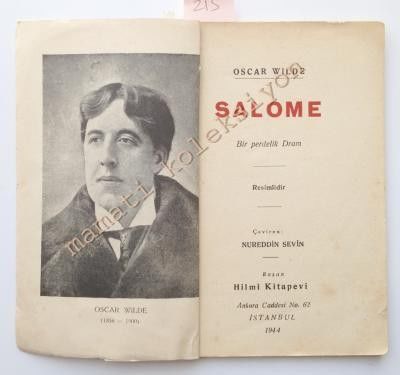 215
OSCAR WILDE
(1856 — 1900)
OSCAR WILDE
SALOME
Bir perdelik Dram
Resimlidir
Çeviren:
NUREDDİN SEVİN
Basan
Hilmi Kitapevi
Ankara Caddesi No. 62
İSTANBUL
1944
mamati koleksiyon